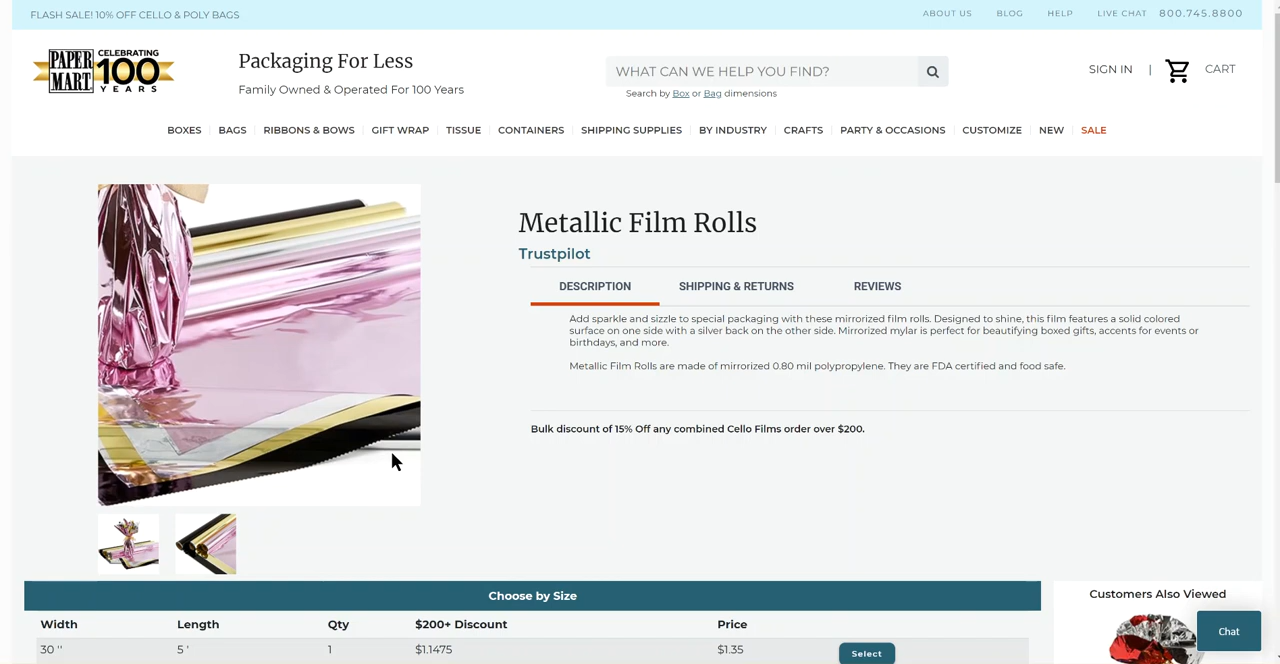 FLASH SALE! 10% OFF CELLO & POLY BAGS
ABOUT US
BLOG
HELP
LIVE CHAT
800.745.8800
PAPER MART
CELEBRATING
100
YEARS
Packaging For Less
Family Owned & Operated For 100 Years
WHAT CAN WE HELP YOU FIND?
Search by Box or Bag dimensions
SIGN IN | CART
BOXES
BAGS
RIBBONS & BOWS
GIFT WRAP
TISSUE
CONTAINERS
SHIPPING SUPPLIES
BY INDUSTRY
CRAFTS
PARTY & OCCASIONS
CUSTOMIZE
NEW
SALE
Metallic Film Rolls
Trustpilot
DESCRIPTION
SHIPPING & RETURNS
REVIEWS
Add sparkle and sizzle to special packaging with these mirrorized film rolls. Designed to shine, this film features a solid colored
surface on one side with a silver back on the other side. Mirrorized mylar is perfect for beautifying boxed gifts, accents for events or
birthdays, and more.
Metallic Film Rolls are made of mirrorized 0.80 mil polypropylene. They are FDA certified and food safe.
Bulk discount of 15% Off any combined Cello Films order over $200.
Choose by Size
Width Length Qty $200+ Discount Price
30 '' 5 ' 1 $1.1475 $1.35 Select
Customers Also Viewed
Chat